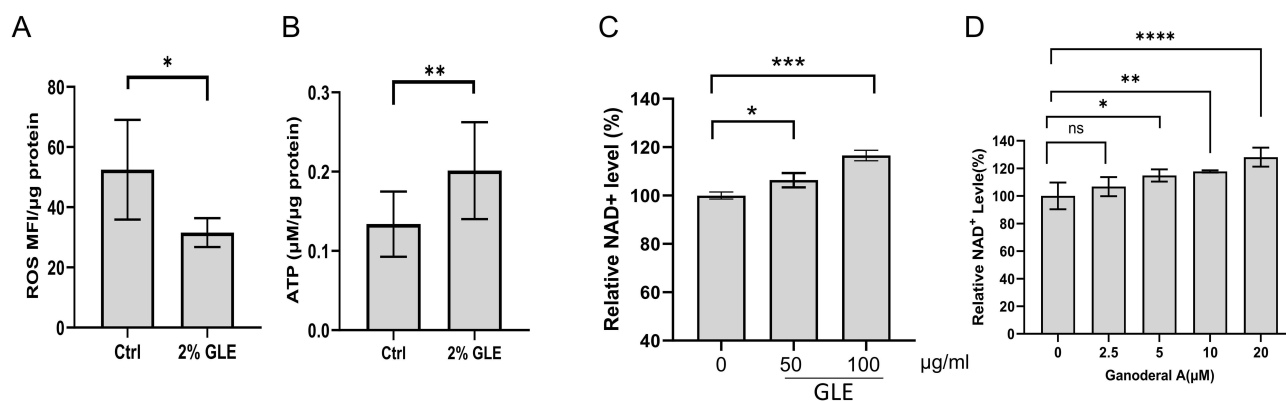 A
ROS MFI/µg protein
80
60
40
20
0
*
Ctrl
2% GLE
B
ATP (µM/µg protein)
0.3
0.2
0.1
0.0
**
Ctrl
2% GLE
C
Relative NAD+ level (%)
140
120
100
80
60
40
***
*
0
50
100
µg/ml
GLE
D
Relative NAD+ Levle(%)
140
120
100
80
60
40
20
0
****
**
*
ns
0
2.5
5
10
20
Ganoderal A(µM)